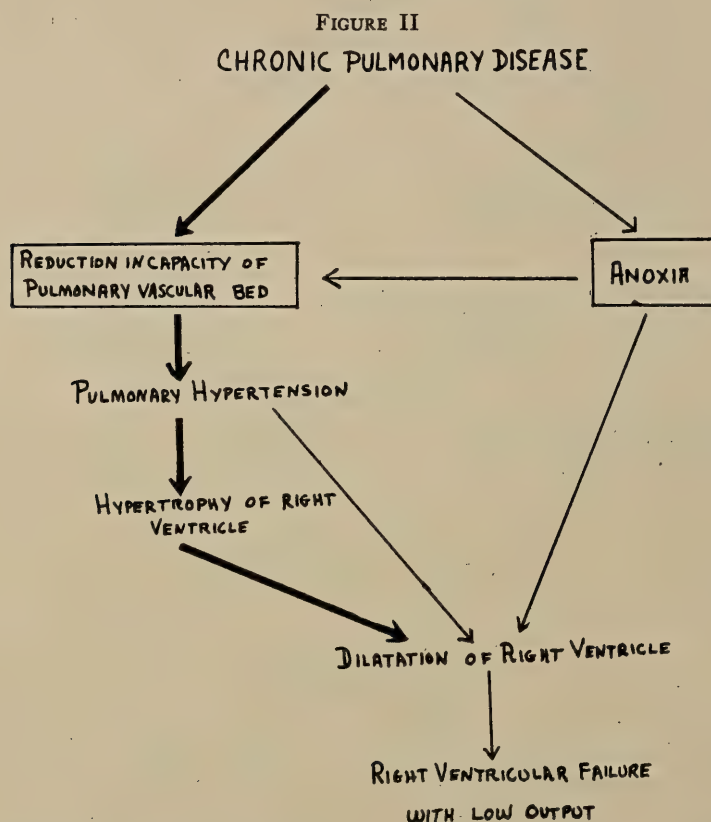 FIGURE II
CHRONIC PULMONARY DISEASE
REDUCTION IN CAPACITY OF
PULMONARY VASCULAR BED
ANOXIA
PULMONARY HYPERTENSION
HYPERTROPHY OF RIGHT
VENTRICLE
DILATATION OF RIGHT VENTRICLE
RIGHT VENTRICULAR FAILURE
WITH LOW OUTPUT